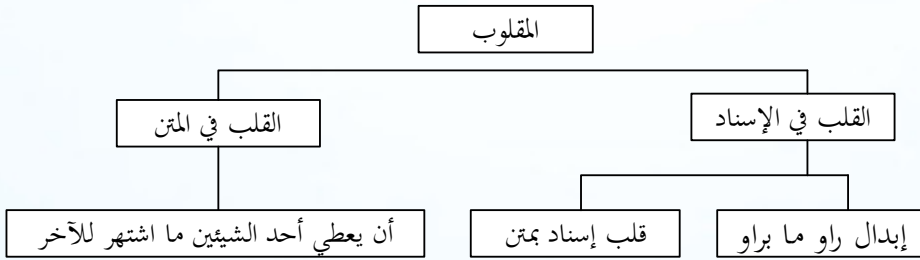 المقلوب
القلب في الإسناد
القلب في المتن
إبدال راو ما براو
قلب إسناد بمتن
أن يعطي أحد الشيئين ما اشتهر للآخر